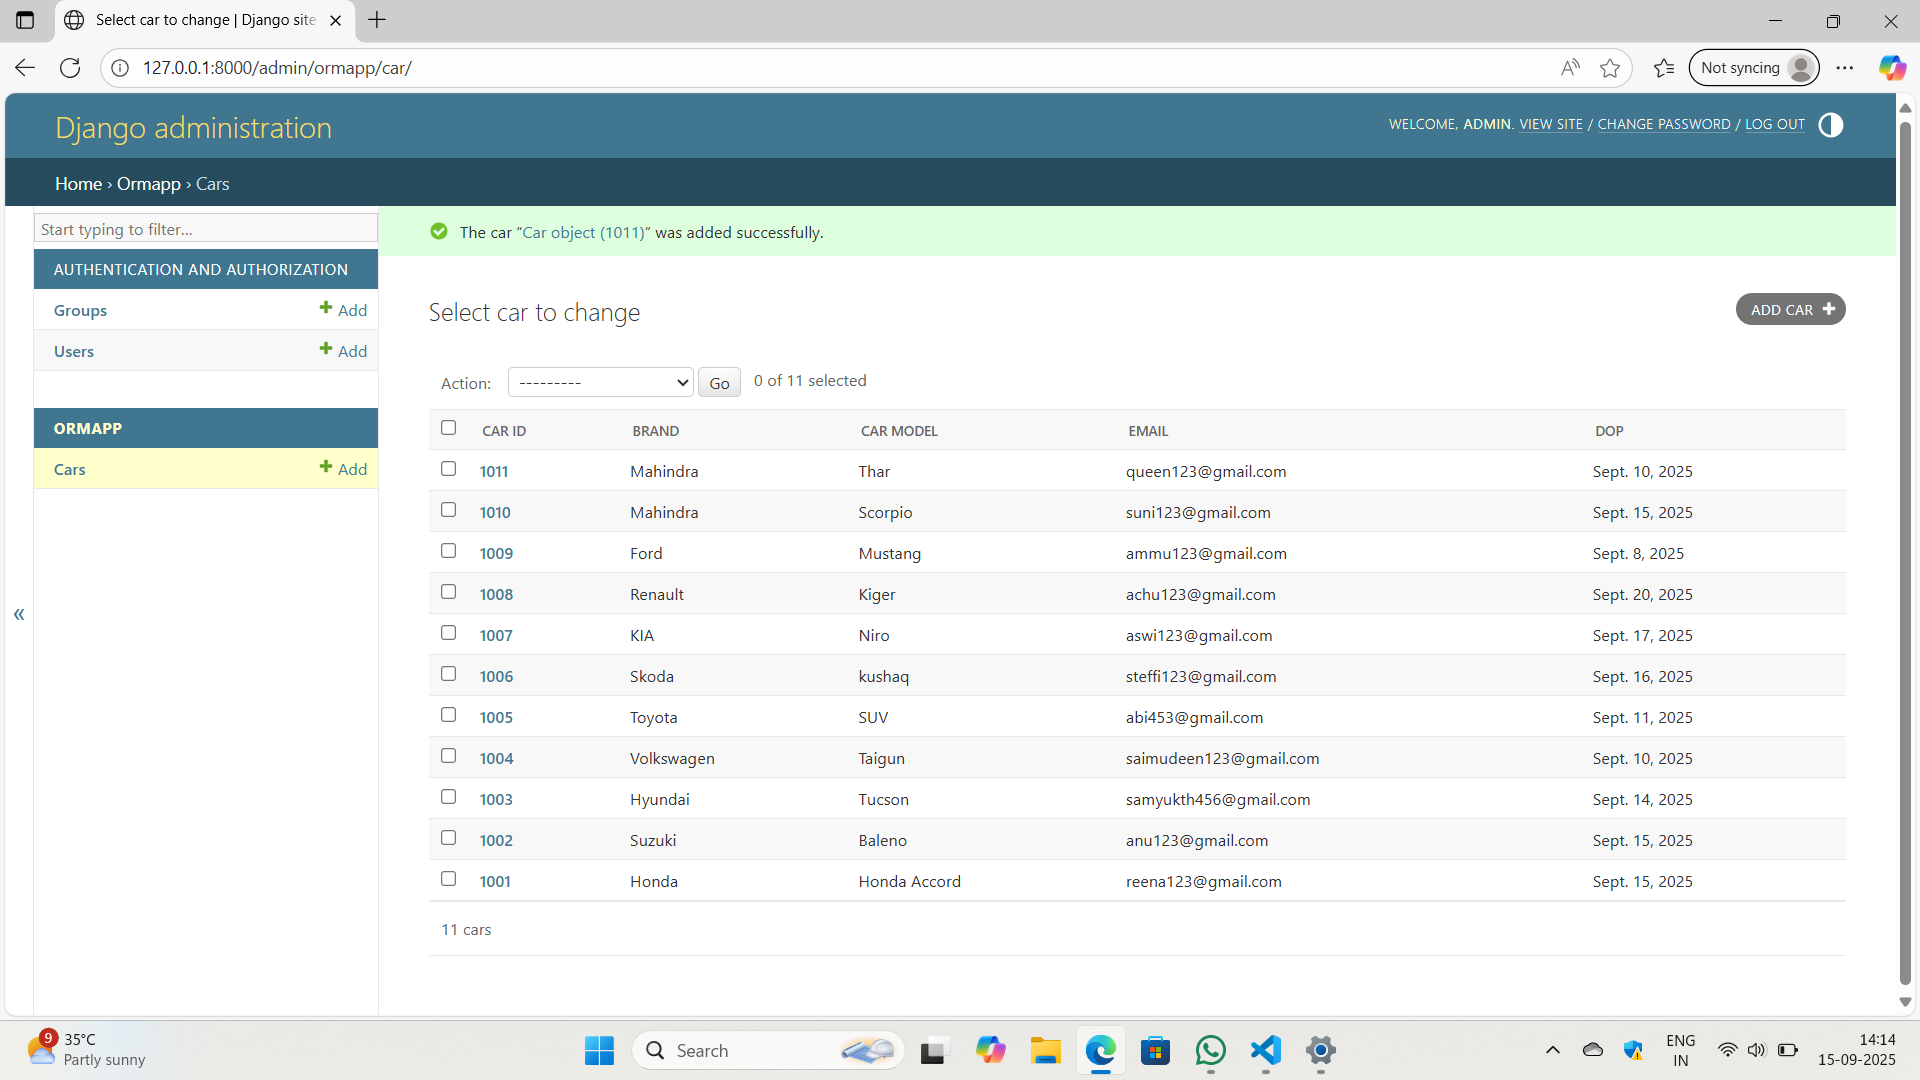 Select car to change | Django site
127.0.0.1:8000/admin/ormapp/car/
Not syncing
Django administration
WELCOME, ADMIN. VIEW SITE / CHANGE PASSWORD / LOG OUT
Home › Ormapp › Cars
Start typing to filter...
AUTHENTICATION AND AUTHORIZATION
Groups Add
Users Add
ORMAPP
Cars Add
«
The car “Car object (1011)” was added successfully.
Select car to change
ADD CAR
Action: --------- Go 0 of 11 selected
CAR ID BRAND CAR MODEL EMAIL DOP
1011 Mahindra Thar queen123@gmail.com Sept. 10, 2025
1010 Mahindra Scorpio suni123@gmail.com Sept. 15, 2025
1009 Ford Mustang ammu123@gmail.com Sept. 8, 2025
1008 Renault Kiger achu123@gmail.com Sept. 20, 2025
1007 KIA Niro aswi123@gmail.com Sept. 17, 2025
1006 Skoda kushaq steffi123@gmail.com Sept. 16, 2025
1005 Toyota SUV abi453@gmail.com Sept. 11, 2025
1004 Volkswagen Taigun saimudeen123@gmail.com Sept. 10, 2025
1003 Hyundai Tucson samyukth456@gmail.com Sept. 14, 2025
1002 Suzuki Baleno anu123@gmail.com Sept. 15, 2025
1001 Honda Honda Accord reena123@gmail.com Sept. 15, 2025
11 cars
9
35°C
Partly sunny
Search
ENG
IN
14:14
15-09-2025